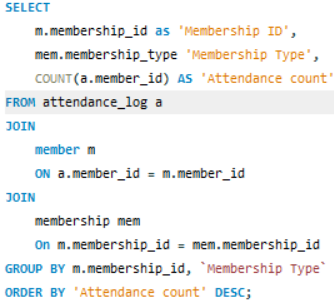 SELECT
m.membership_id as 'Membership ID',
mem.membership_type 'Membership Type',
COUNT(a.member_id) AS 'Attendance count'
FROM attendance_log a
JOIN
member m
ON a.member_id = m.member_id
JOIN
membership mem
On m.membership_id = mem.membership_id
GROUP BY m.membership_id, `Membership Type`
ORDER BY 'Attendance count' DESC;